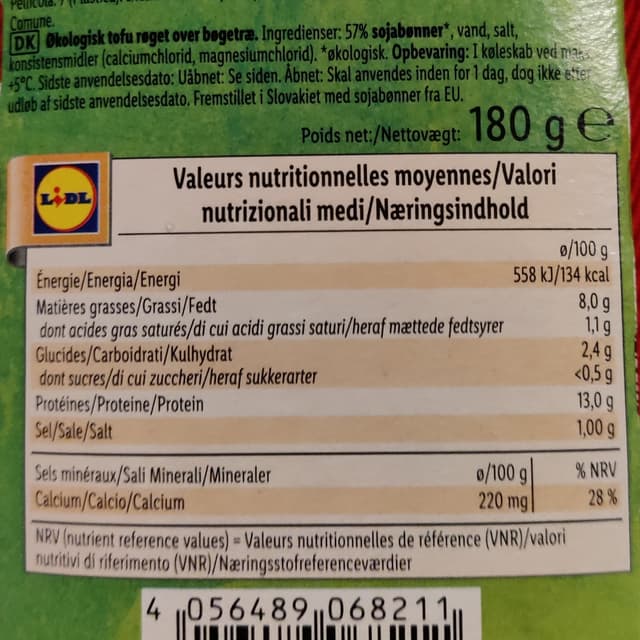 Comune.
DK Økologisk tofu røget over bøgetræ. Ingredienser: 57% sojabønner*, vand, salt,
konsistensmidler (calciumchlorid, magnesiumchlorid). *økologisk. Opbevaring: I køleskab ved maks.
+5°C. Sidste anvendelsesdato: Uåbnet: Se siden. Åbnet: Skal anvendes inden for 1 dag, dog ikke efter
udløb af sidste anvendelsesdato. Fremstillet i Slovakiet med sojabønner fra EU.
Poids net:/Nettovægt: 180 g e
LIDL
Valeurs nutritionnelles moyennes/Valori
nutrizionali medi/Næringsindhold
ø/100 g
Énergie/Energia/Energi 558 kJ/134 kcal
Matières grasses/Grassi/Fedt 8,0 g
dont acides gras saturés/di cui acidi grassi saturi/heraf mættede fedtsyrer 1,1 g
Glucides/Carboidrati/Kulhydrat 2,4 g
dont sucres/di cui zuccheri/heraf sukkerarter <0,5 g
Protéines/Proteine/Protein 13,0 g
Sel/Sale/Salt 1,00 g
Sels minéraux/Sali Minerali/Mineraler ø/100 g % NRV
Calcium/Calcio/Calcium 220 mg 28 %
NRV (nutrient reference values) = Valeurs nutritionnelles de référence (VNR)/valori
nutritivi di riferimento (VNR)/Næringsstofreferenceværdier
4 056489 068211